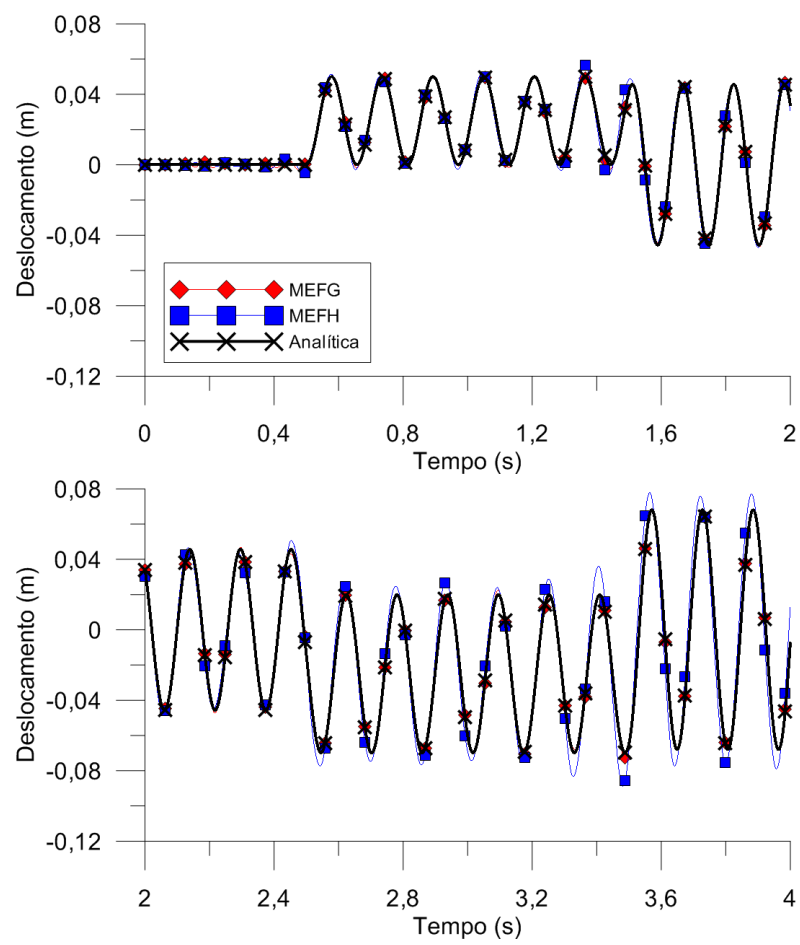 0,08
0,04
0
-0,04
-0,08
-0,12
Deslocamento (m)
MEFG
MEFH
Analítica
0 0,4 0,8 1,2 1,6 2
Tempo (s)
0,08
0,04
0
-0,04
-0,08
-0,12
Deslocamento (m)
2 2,4 2,8 3,2 3,6 4
Tempo (s)